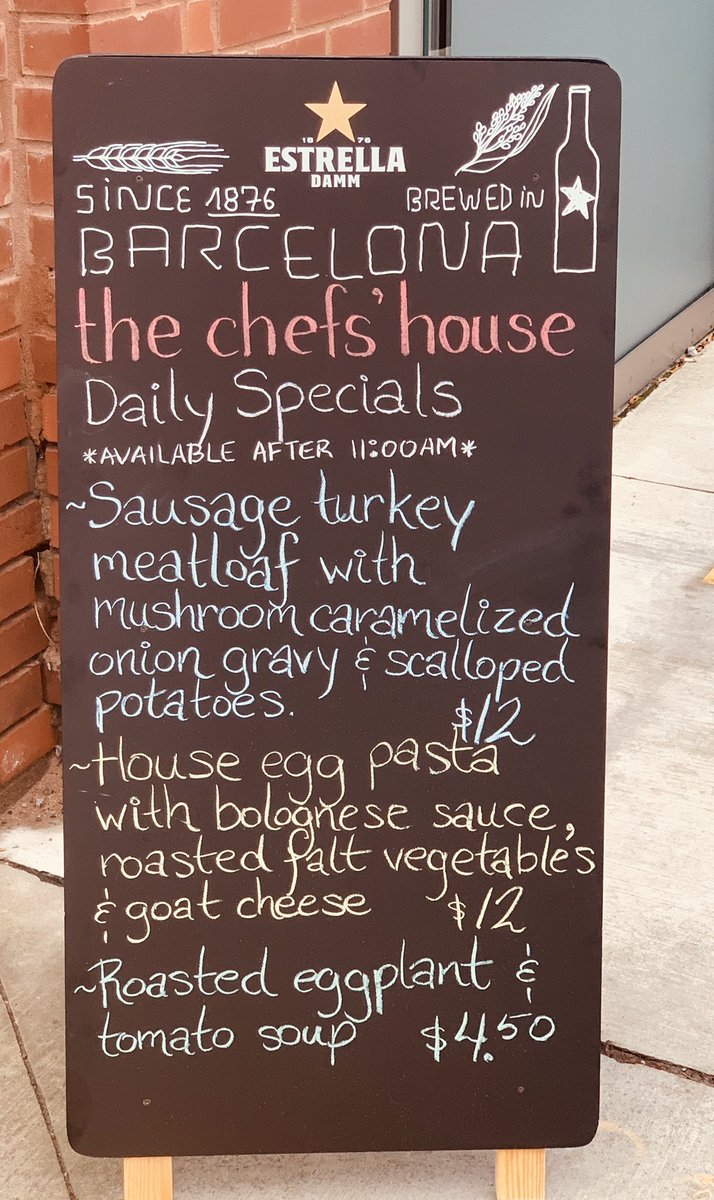 18 76
ESTRELLA
DAMM
SINCE 1876 BREWED IN
BARCELONA
the chefs' house
Daily Specials
*AVAILABLE AFTER 11:00AM*
~Sausage turkey
meatloaf with
mushroom caramelized
onion gravy & scalloped
potatoes. $12
~House egg pasta
with bolognese sauce,
roasted falt vegetables
& goat cheese $12
~Roasted eggplant &
tomato soup $4.50